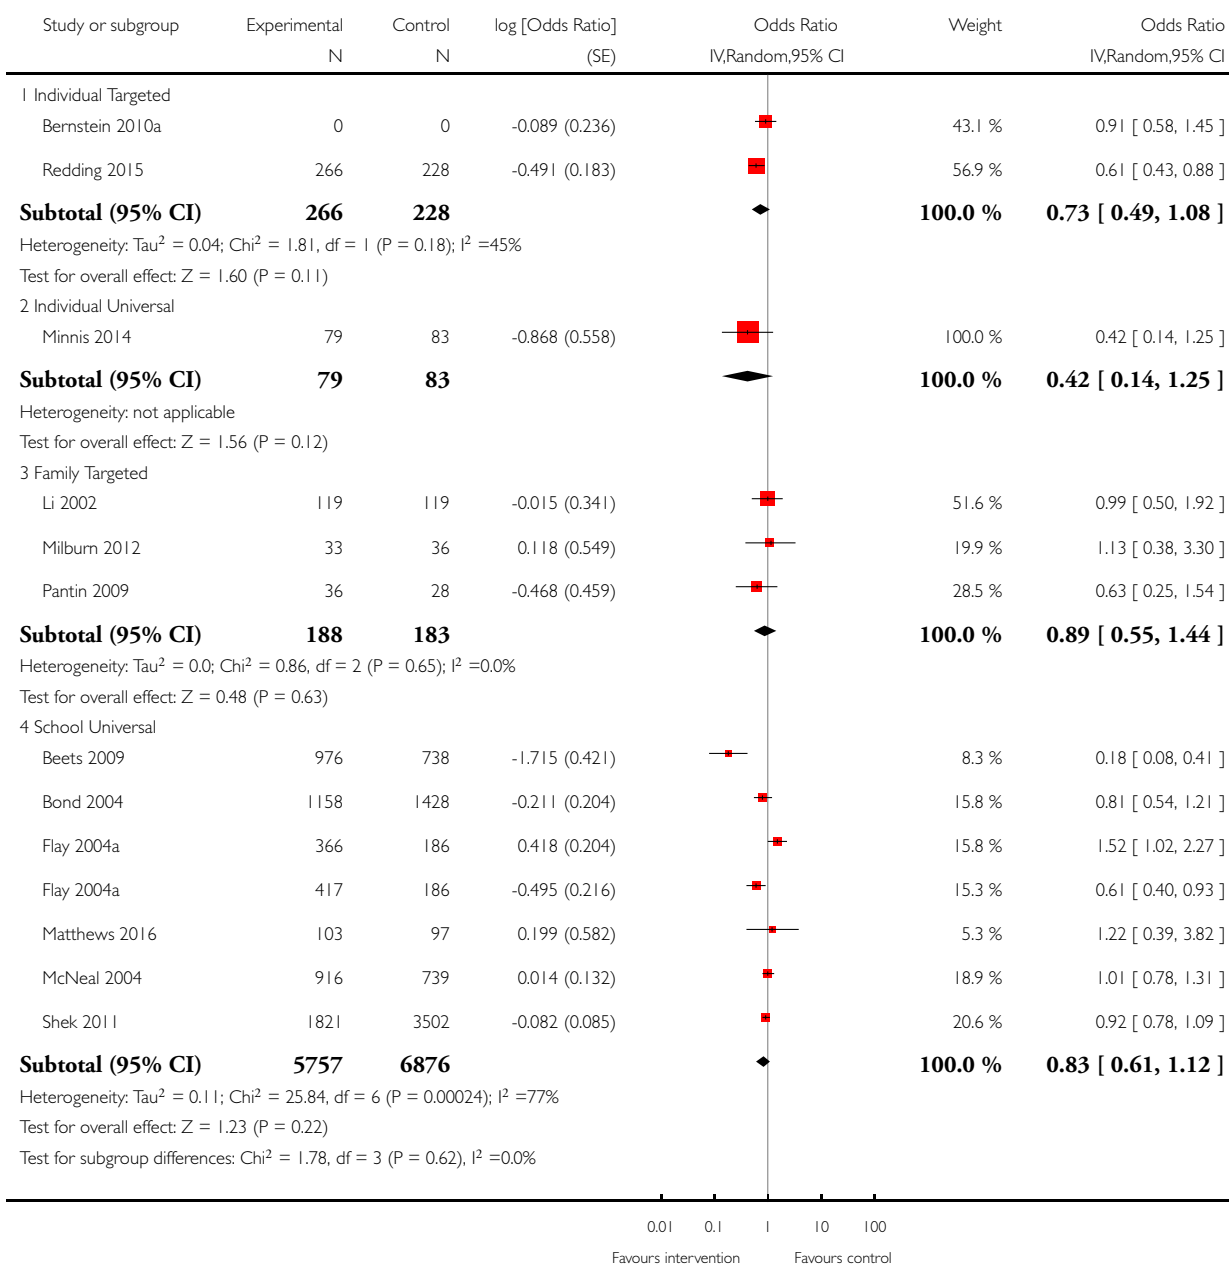 Study or subgroup Experimental Control log [Odds Ratio] Odds Ratio Weight Odds Ratio
N N (SE) IV,Random,95% CI IV,Random,95% CI
1 Individual Targeted
Bernstein 2010a 0 0 -0.089 (0.236) 43.1 % 0.91 [ 0.58, 1.45 ]
Redding 2015 266 228 -0.491 (0.183) 56.9 % 0.61 [ 0.43, 0.88 ]
Subtotal (95% CI) 266 228 100.0 % 0.73 [ 0.49, 1.08 ]
Heterogeneity: Tau² = 0.04; Chi² = 1.81, df = 1 (P = 0.18); I² =45%
Test for overall effect: Z = 1.60 (P = 0.11)
2 Individual Universal
Minnis 2014 79 83 -0.868 (0.558) 100.0 % 0.42 [ 0.14, 1.25 ]
Subtotal (95% CI) 79 83 100.0 % 0.42 [ 0.14, 1.25 ]
Heterogeneity: not applicable
Test for overall effect: Z = 1.56 (P = 0.12)
3 Family Targeted
Li 2002 119 119 -0.015 (0.341) 51.6 % 0.99 [ 0.50, 1.92 ]
Milburn 2012 33 36 0.118 (0.549) 19.9 % 1.13 [ 0.38, 3.30 ]
Pantin 2009 36 28 -0.468 (0.459) 28.5 % 0.63 [ 0.25, 1.54 ]
Subtotal (95% CI) 188 183 100.0 % 0.89 [ 0.55, 1.44 ]
Heterogeneity: Tau² = 0.0; Chi² = 0.86, df = 2 (P = 0.65); I² =0.0%
Test for overall effect: Z = 0.48 (P = 0.63)
4 School Universal
Beets 2009 976 738 -1.715 (0.421) 8.3 % 0.18 [ 0.08, 0.41 ]
Bond 2004 1158 1428 -0.211 (0.204) 15.8 % 0.81 [ 0.54, 1.21 ]
Flay 2004a 366 186 0.418 (0.204) 15.8 % 1.52 [ 1.02, 2.27 ]
Flay 2004a 417 186 -0.495 (0.216) 15.3 % 0.61 [ 0.40, 0.93 ]
Matthews 2016 103 97 0.199 (0.582) 5.3 % 1.22 [ 0.39, 3.82 ]
McNeal 2004 916 739 0.014 (0.132) 18.9 % 1.01 [ 0.78, 1.31 ]
Shek 2011 1821 3502 -0.082 (0.085) 20.6 % 0.92 [ 0.78, 1.09 ]
Subtotal (95% CI) 5757 6876 100.0 % 0.83 [ 0.61, 1.12 ]
Heterogeneity: Tau² = 0.11; Chi² = 25.84, df = 6 (P = 0.00024); I² =77%
Test for overall effect: Z = 1.23 (P = 0.22)
Test for subgroup differences: Chi² = 1.78, df = 3 (P = 0.62), I² =0.0%
0.01 0.1 1 10 100
Favours intervention Favours control